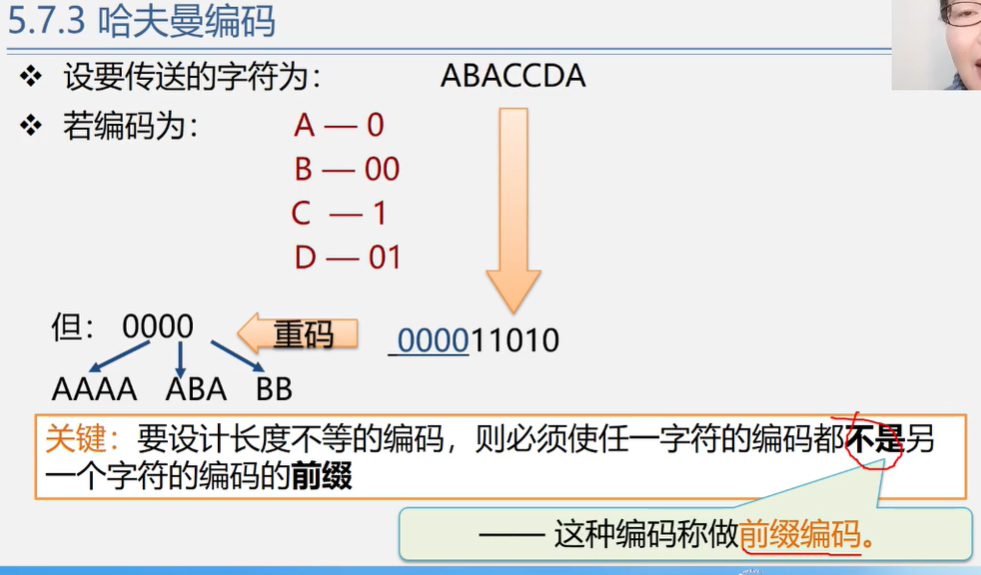 5.7.3 哈夫曼编码
❖ 设要传送的字符为： ABACCDA
❖ 若编码为： A — 0
B — 00
C — 1
D — 01
但： 0000 重码 000011010
AAAA ABA BB
关键：要设计长度不等的编码，则必须使任一字符的编码都不是另
一个字符的编码的前缀
—— 这种编码称做前缀编码。